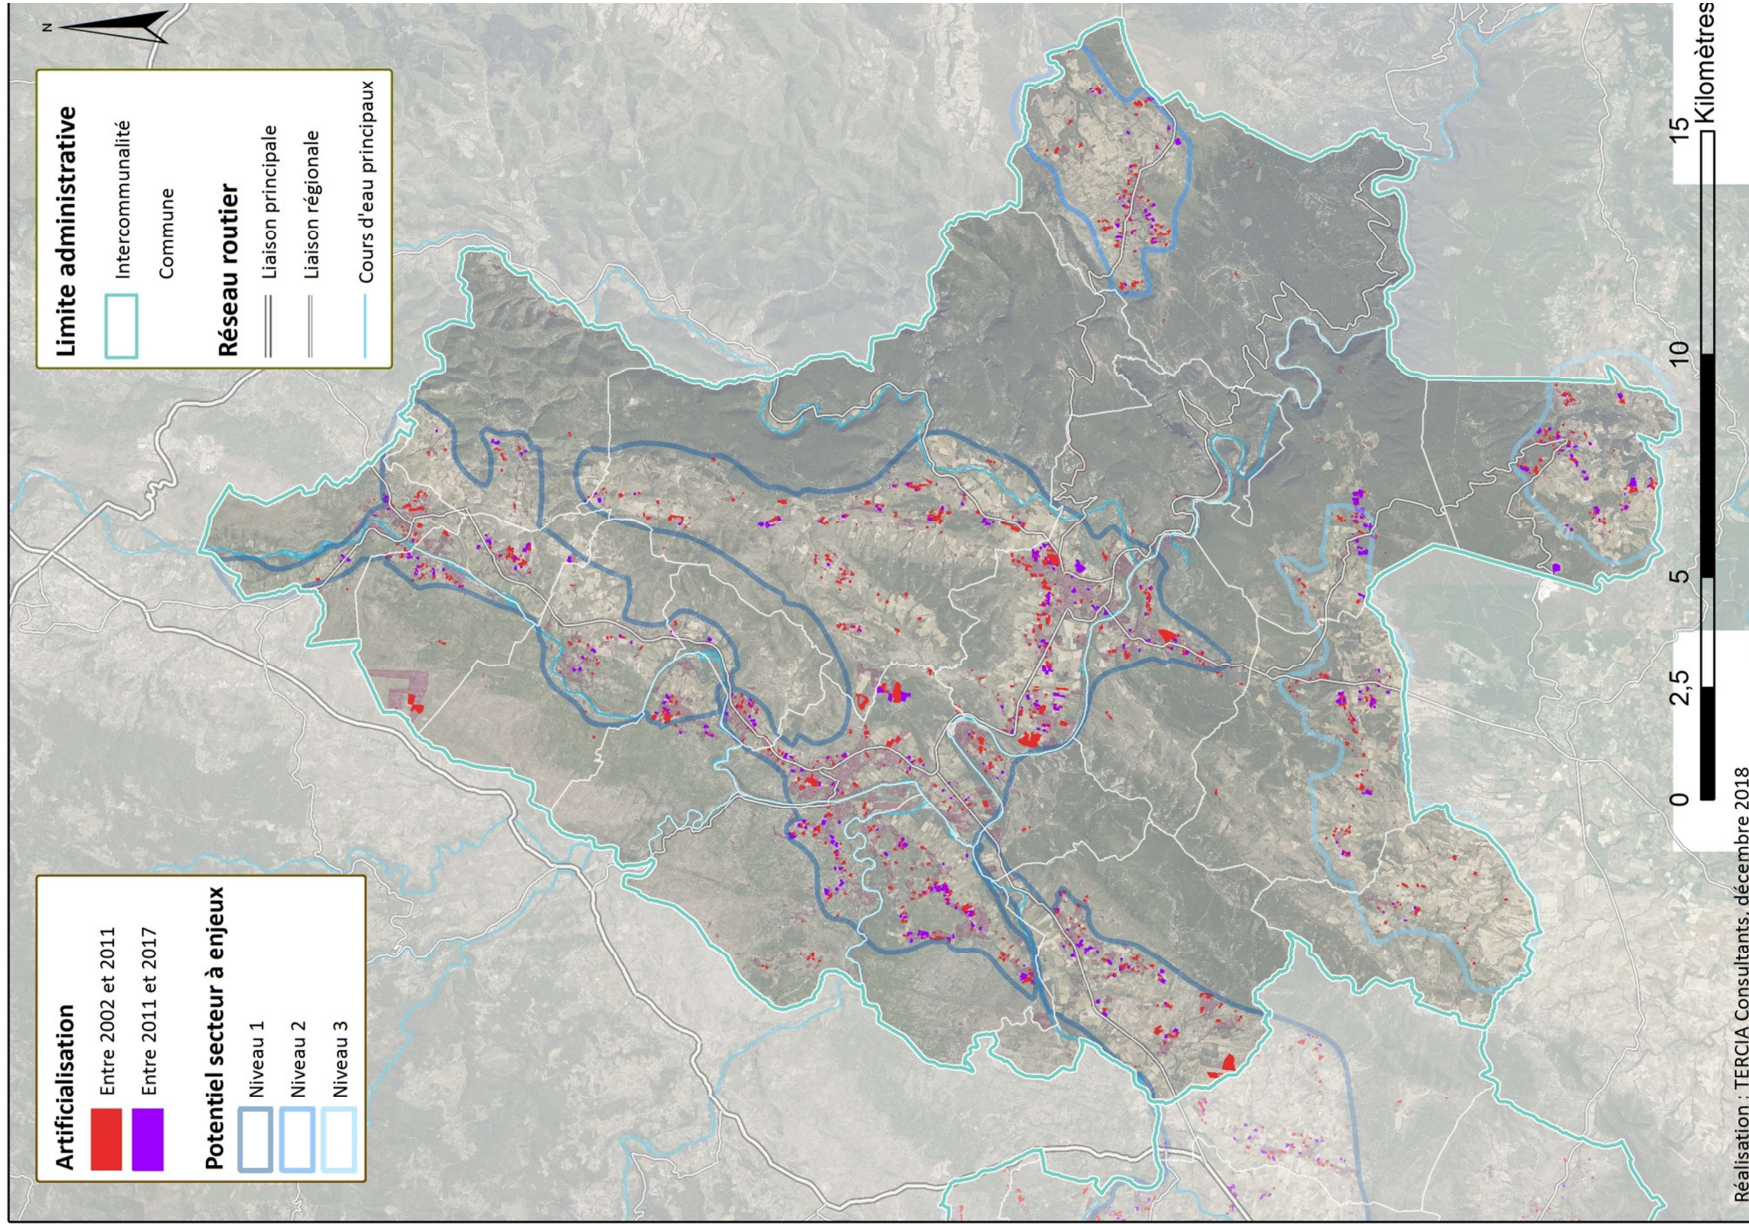 N
Limite administrative
Intercommunalité
Commune
Réseau routier
Liaison principale
Liaison régionale
Cours d'eau principaux
Artificialisation
Entre 2002 et 2011
Entre 2011 et 2017
Potentiel secteur à enjeux
Niveau 1
Niveau 2
Niveau 3
0 2,5 5 10 15
Kilomètres
Réalisation : TERCIA Consultants, décembre 2018